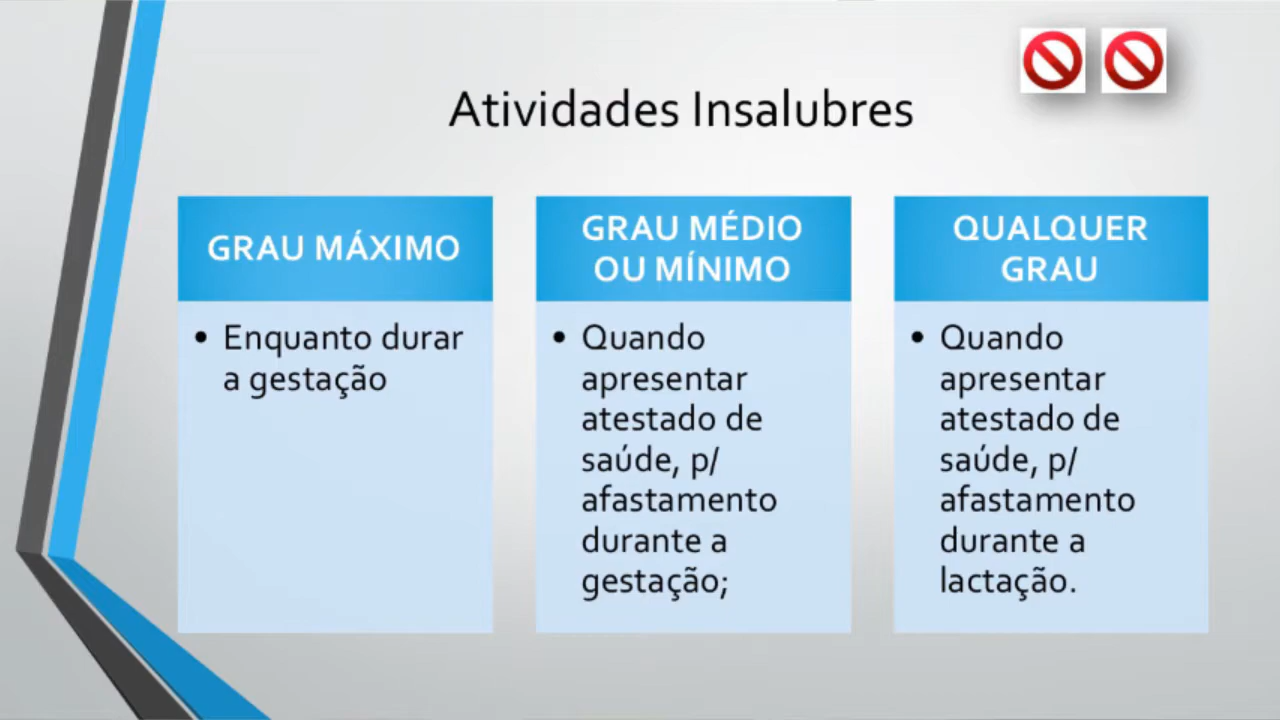 Atividades Insalubres
GRAU MÁXIMO
• Enquanto durar
a gestação
GRAU MÉDIO
OU MÍNIMO
• Quando
apresentar
atestado de
saúde, p/
afastamento
durante a
gestação;
QUALQUER
GRAU
• Quando
apresentar
atestado de
saúde, p/
afastamento
durante a
lactação.